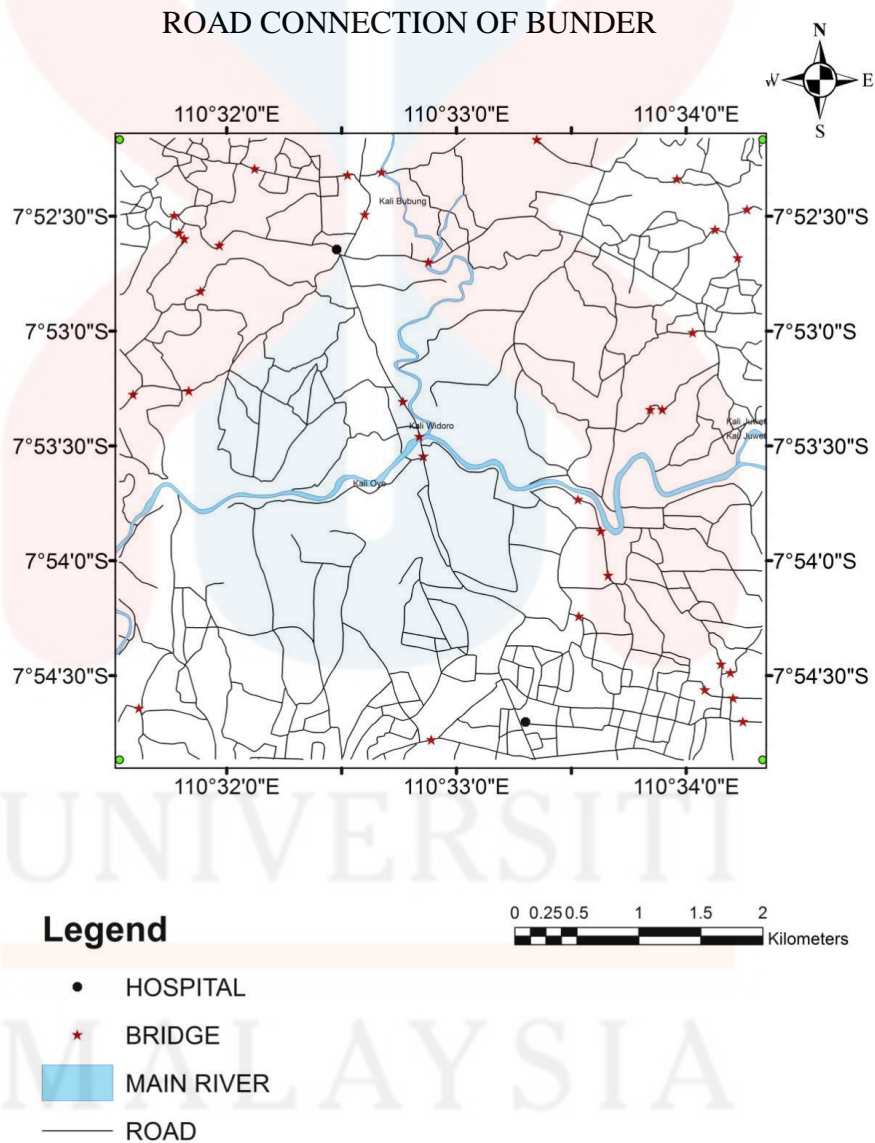 ROAD CONNECTION OF BUNDER
N
W E
S
110°32'0"E 110°33'0"E 110°34'0"E
7°52'30"S 7°52'30"S
Kali Bubung
7°53'0"S 7°53'0"S
Kali Juwet
Kali Widoro
Kali Juwet
7°53'30"S 7°53'30"S
Kali Oyo
7°54'0"S 7°54'0"S
7°54'30"S 7°54'30"S
110°32'0"E 110°33'0"E 110°34'0"E
UNIVERSITI
Legend
0 0.25 0.5 1 1.5 2
Kilometers
HOSPITAL
BRIDGE
MALAYSIA
MAIN RIVER
ROAD